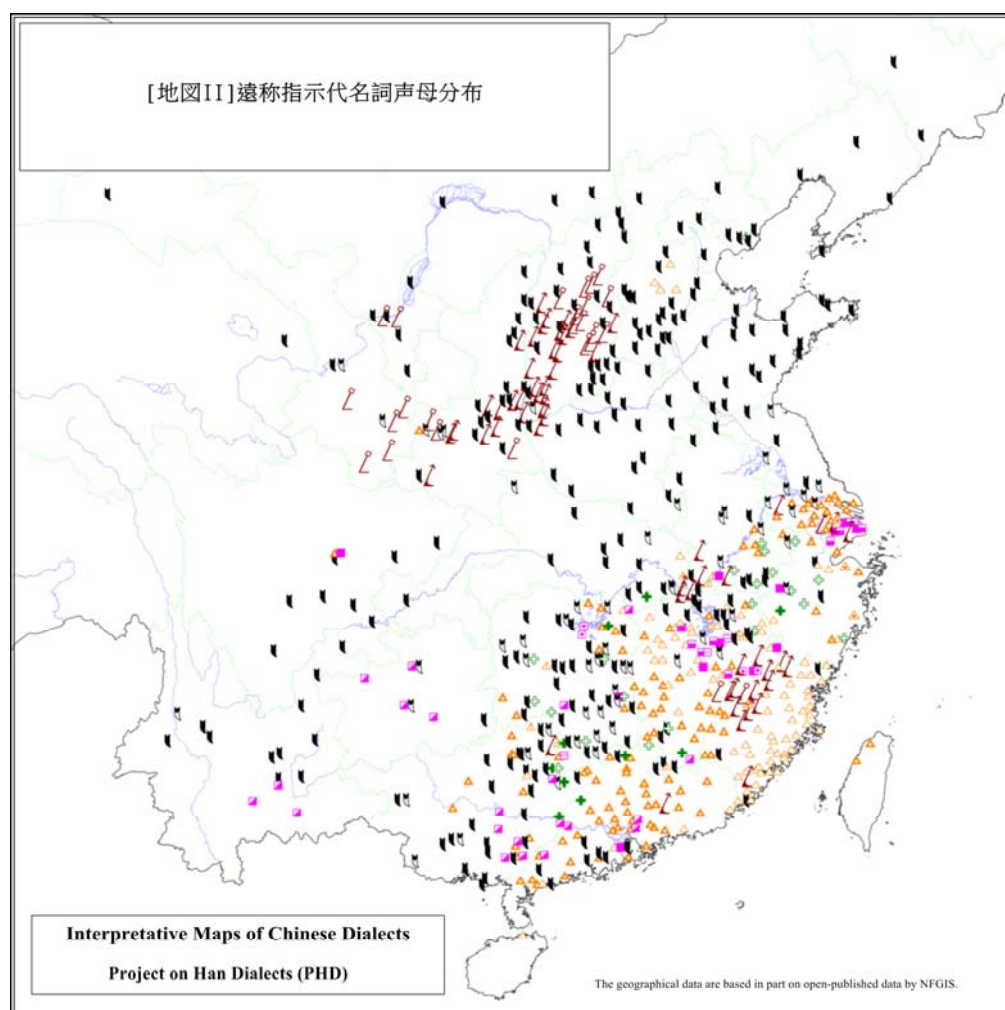 [地図II]遠称指示代名詞声母分布
Interpretative Maps of Chinese Dialects
Project on Han Dialects (PHD)
The geographical data are based in part on open-published data by NFGIS.